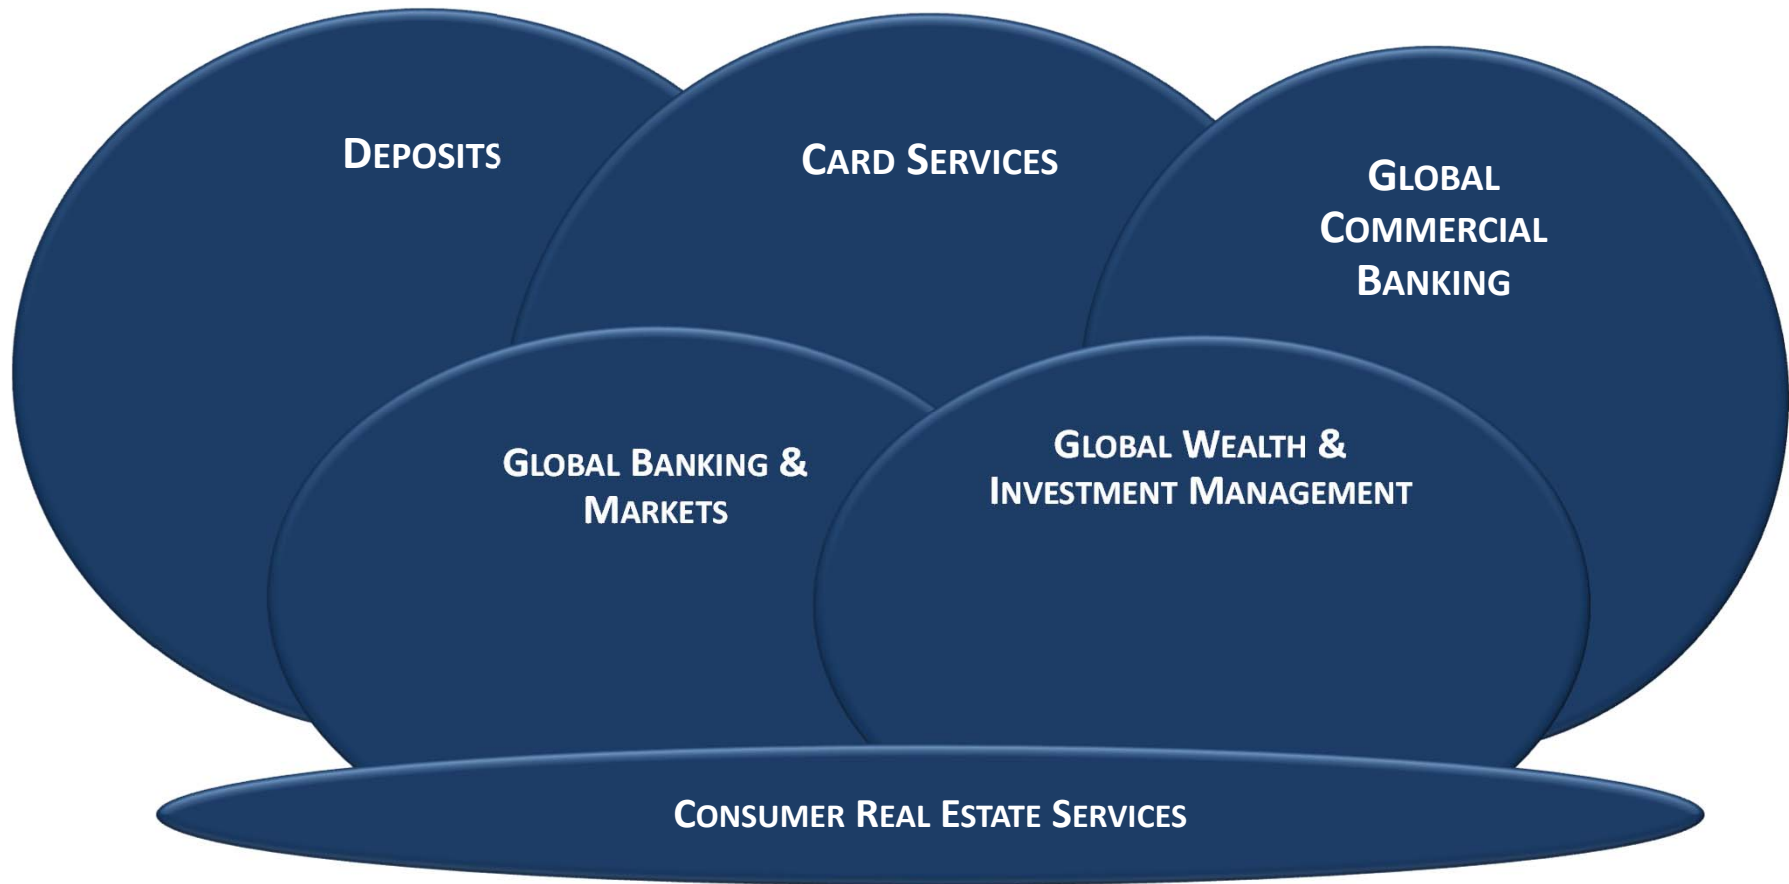 DEPOSITS
CARD SERVICES
GLOBAL
COMMERCIAL
BANKING
GLOBAL BANKING &
MARKETS
GLOBAL WEALTH &
INVESTMENT MANAGEMENT
CONSUMER REAL ESTATE SERVICES